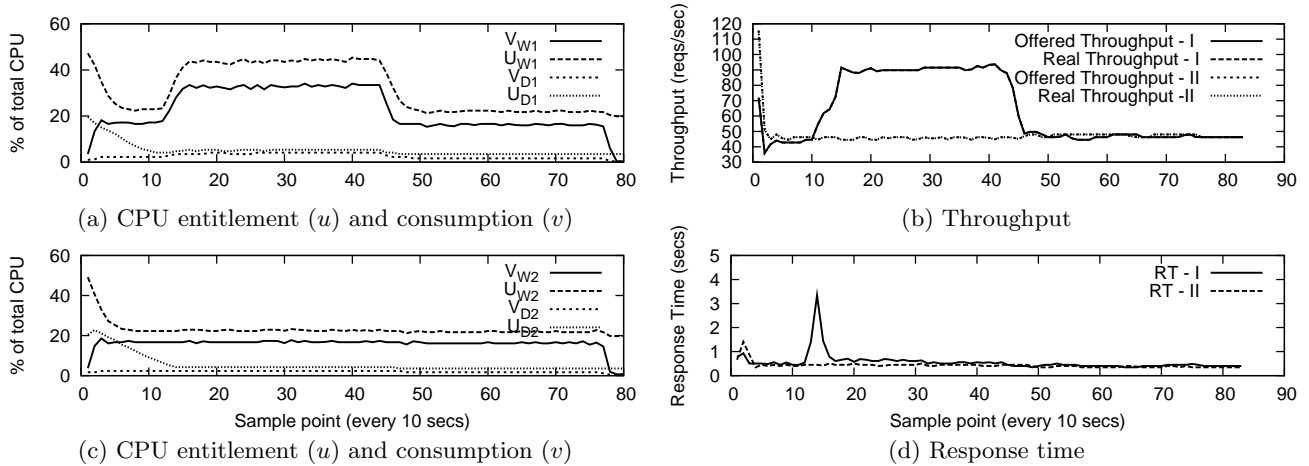 % of total CPU
60
40
20
0
0 10 20 30 40 50 60 70 80
V_W1
U_W1
V_D1
U_D1
(a) CPU entitlement (u) and consumption (v)
Throughput (reqs/sec)
120
110
100
90
80
70
60
50
40
30
0 10 20 30 40 50 60 70 80 90
Offered Throughput - I
Real Throughput - I
Offered Throughput - II
Real Throughput -II
(b) Throughput
% of total CPU
60
40
20
0
0 10 20 30 40 50 60 70 80
V_W2
U_W2
V_D2
U_D2
Sample point (every 10 secs)
(c) CPU entitlement (u) and consumption (v)
Response Time (secs)
5
4
3
2
1
0
0 10 20 30 40 50 60 70 80 90
RT - I
RT - II
Sample point (every 10 secs)
(d) Response time